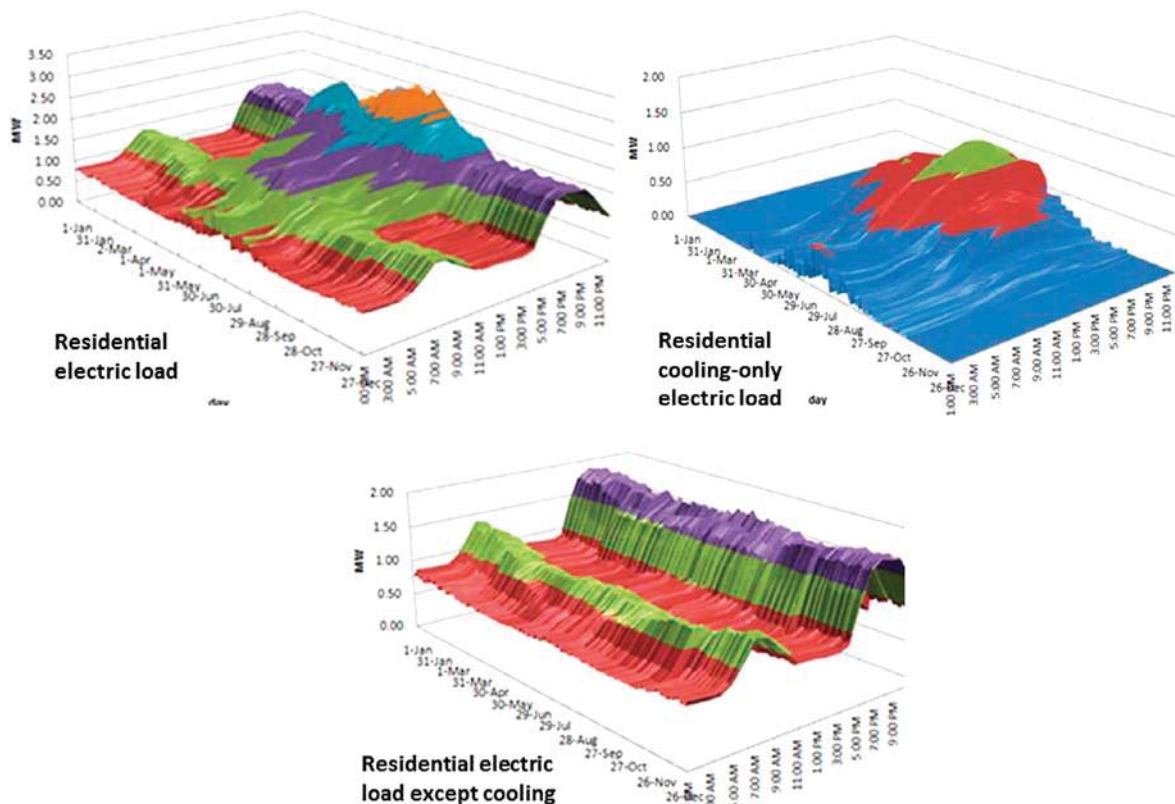 3.50
3.00
2.50
2.00
1.50
1.00
0.50
0.00
MW
1-Jan
31-Jan
2-Mar
1-Apr
1-May
31-May
30-Jun
30-Jul
29-Aug
28-Sep
28-Oct
27-Nov
27-Dec
3:00 AM
5:00 AM
7:00 AM
9:00 AM
11:00 AM
1:00 PM
3:00 PM
5:00 PM
7:00 PM
9:00 PM
11:00 PM
Residential
electric load
day
2.00
1.50
1.00
0.50
0.00
MW
1-Jan
31-Jan
1-Mar
31-Mar
30-Apr
30-May
29-Jun
29-Jul
28-Aug
27-Sep
27-Oct
26-Nov
26-Dec
1:00 PM
3:00 AM
5:00 AM
7:00 AM
9:00 AM
11:00 AM
1:00 PM
3:00 PM
5:00 PM
7:00 PM
9:00 PM
11:00 PM
Residential
cooling-only
electric load
day
2.00
1.50
1.00
0.50
0.00
MW
1-Jan
31-Jan
1-Mar
31-Mar
30-Apr
30-May
29-Jun
29-Jul
28-Aug
27-Sep
27-Oct
26-Nov
26-Dec
7:00 AM
9:00 AM
11:00 AM
1:00 PM
3:00 PM
5:00 PM
7:00 PM
9:00 PM
Residential electric
load except cooling